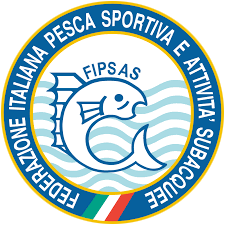 FEDERAZIONE ITALIANA PESCA SPORTIVA E ATTIVITA' SUBACQUEE
FIPSAS